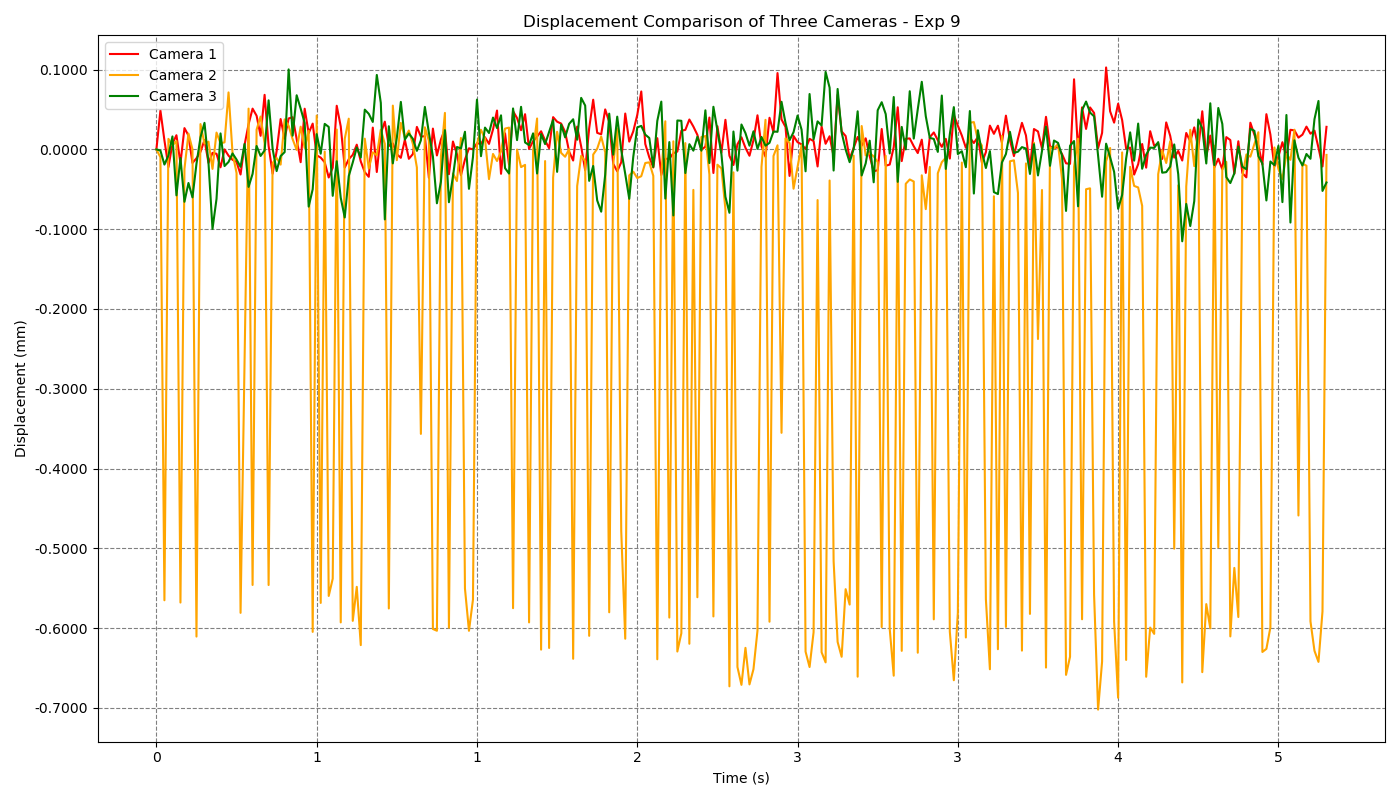 Displacement Comparison of Three Cameras - Exp 9
Camera 1
Camera 2
Camera 3
0.1000
0.0000
-0.1000
-0.2000
-0.3000
-0.4000
-0.5000
-0.6000
-0.7000
Displacement (mm)
0 1 1 2 3 3 4 5
Time (s)